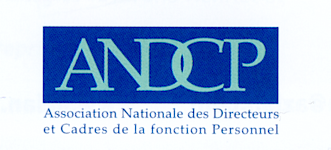 ANDCP
Association Nationale des Directeurs
et Cadres de la fonction Personnel